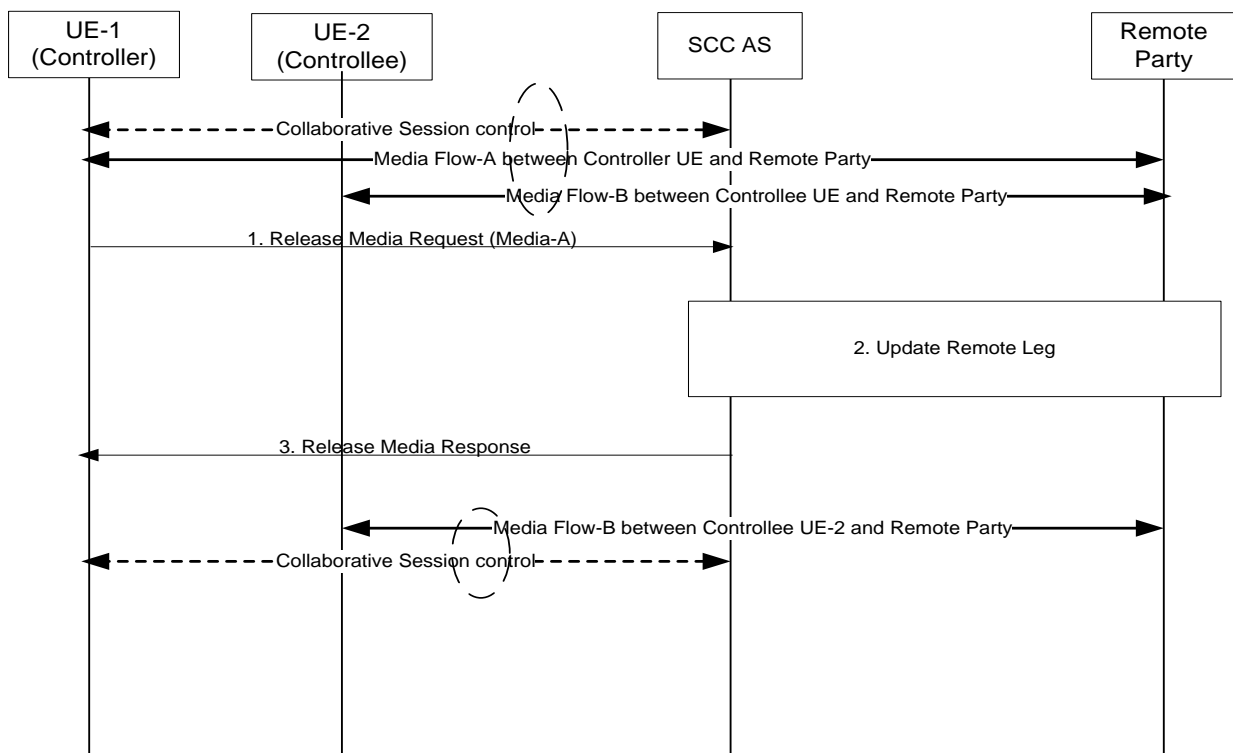 UE-1
(Controller)
UE-2
(Controllee)
SCC AS
Remote
Party
Collaborative Session control
Media Flow-A between Controller UE and Remote Party
Media Flow-B between Controllee UE and Remote Party
1. Release Media Request (Media-A)
2. Update Remote Leg
3. Release Media Response
Media Flow-B between Controllee UE-2 and Remote Party
Collaborative Session control